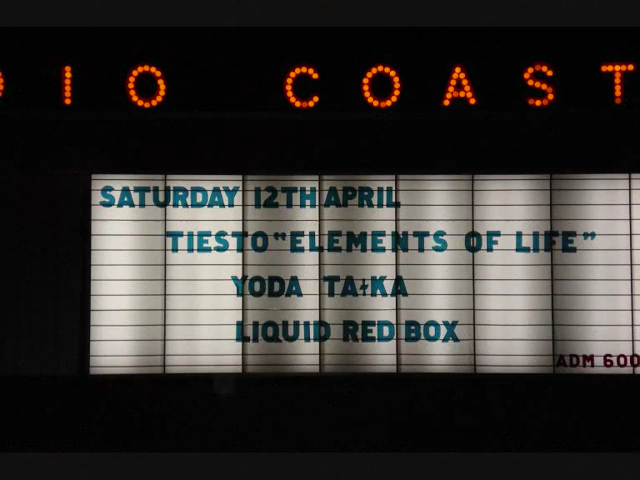 DIO COAST
SATURDAY 12TH APRIL
TIESTO "ELEMENTS OF LIFE"
YODA TA+KA
LIQUID RED BOX
ADM 600